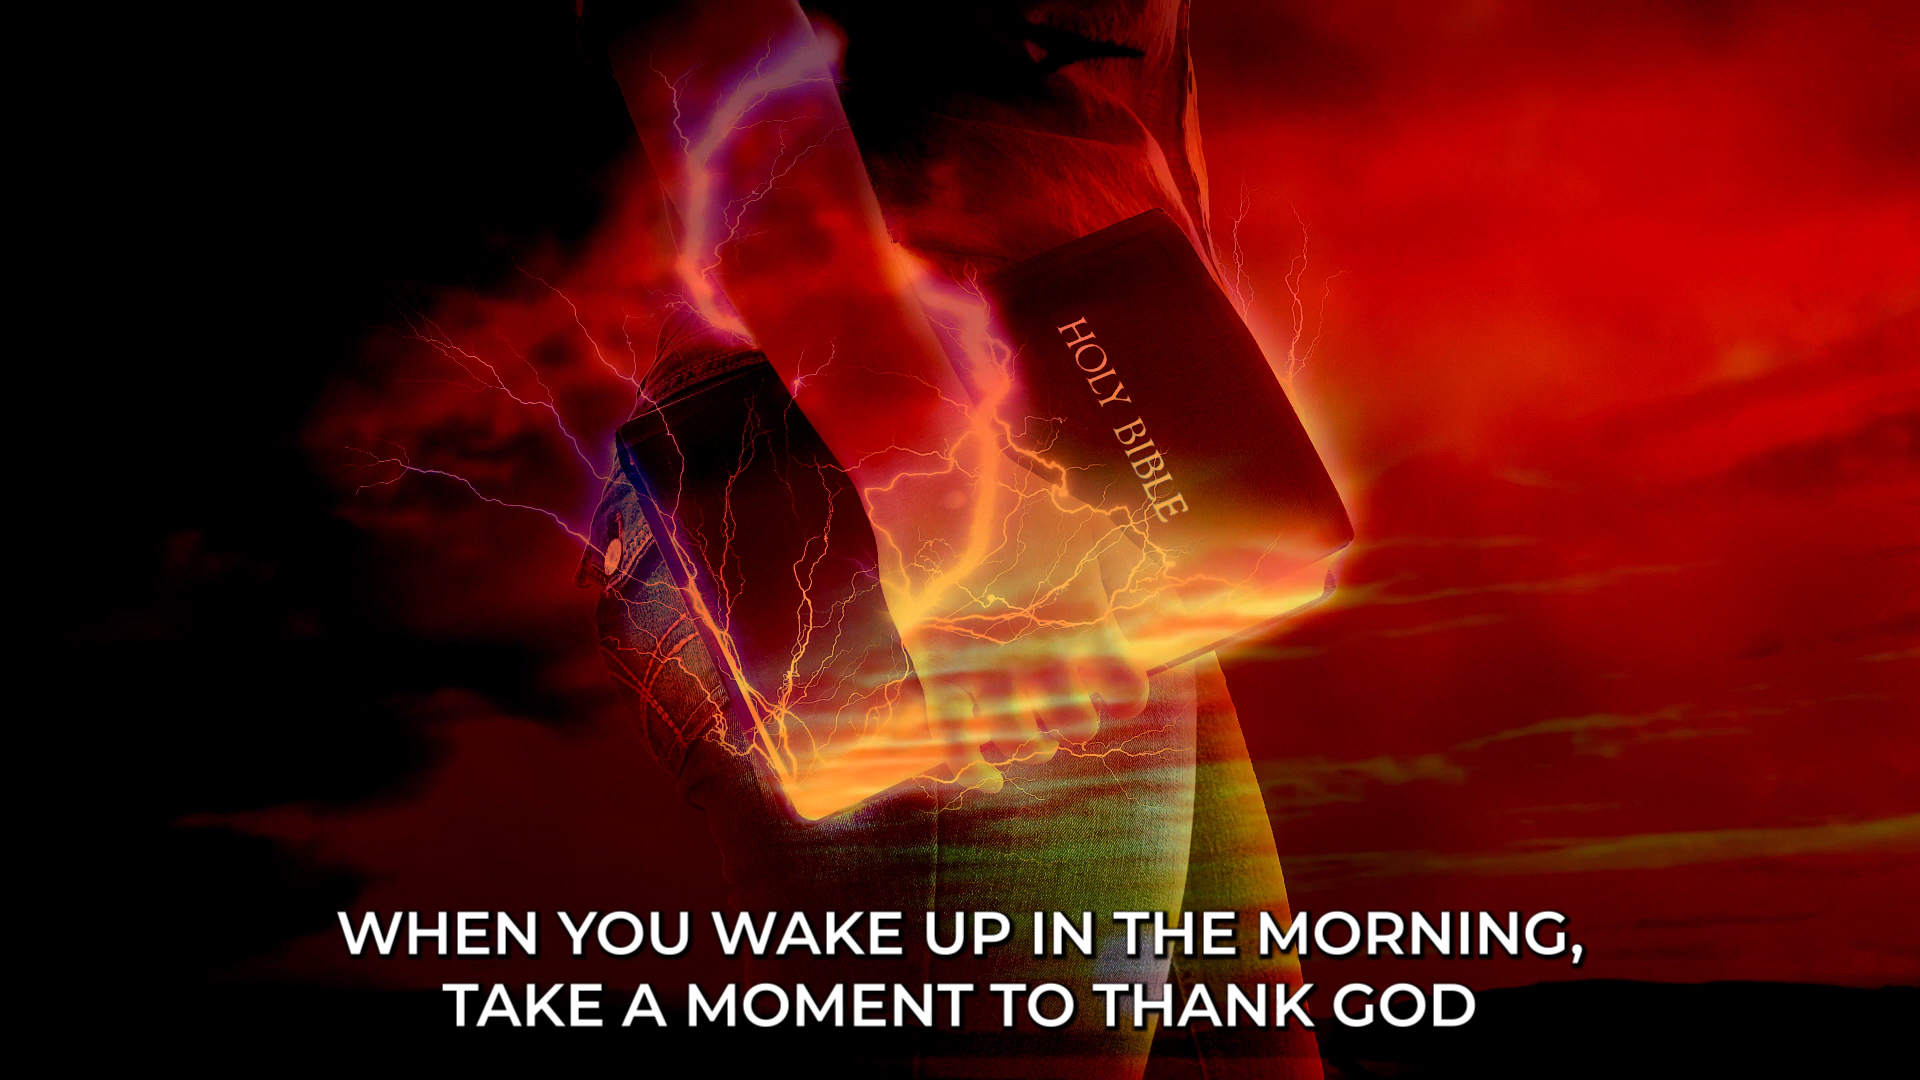 HOLY BIBLE
WHEN YOU WAKE UP IN THE MORNING,
TAKE A MOMENT TO THANK GOD